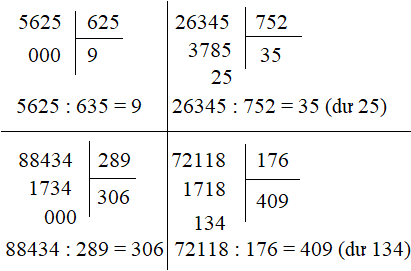 5625 625
000 9
5625 : 635 = 9
26345 752
3785 35
25
26345 : 752 = 35 (dư 25)
88434 289
1734 306
000
88434 : 289 = 306
72118 176
1718 409
134
72118 : 176 = 409 (dư 134)